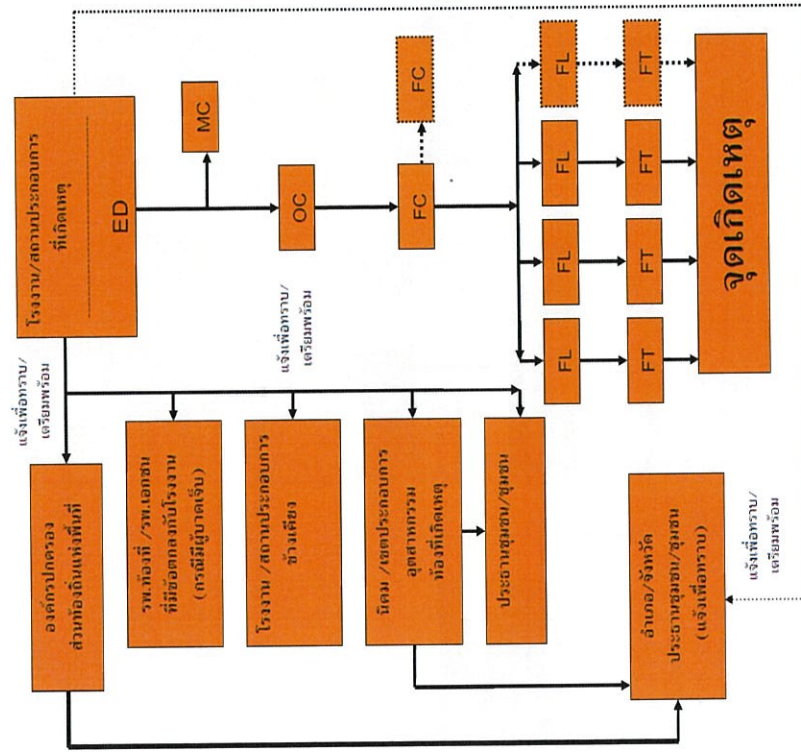 โรงงาน/สถานประกอบการ
ที่เกิดเหตุ
ED
MC
OC
FC
FC
FL
FL
FL
FL
FT
FT
FT
FT
จุดเกิดเหตุ
แจ้งเพื่อทราบ/
เตรียมพร้อม
แจ้งเพื่อทราบ/
เตรียมพร้อม
องค์กรปกครอง
ส่วนท้องถิ่นแห่งพื้นที่
รพ.ท้องที่ /รพ.เอกชน
ที่มีข้อตกลงกับโรงงาน
(กรณีมีผู้บาดเจ็บ)
โรงงาน /สถานประกอบการ
ข้างเคียง
นิคม /เขตประกอบการ
อุตสาหกรรม
ท้องที่เกิดเหตุ
ประธานชุมชน/ชุมชน
อำเภอ/จังหวัด
ประธานชุมชน/ชุมชน
(แจ้งเพื่อทราบ)
แจ้งเพื่อทราบ/
เตรียมพร้อม